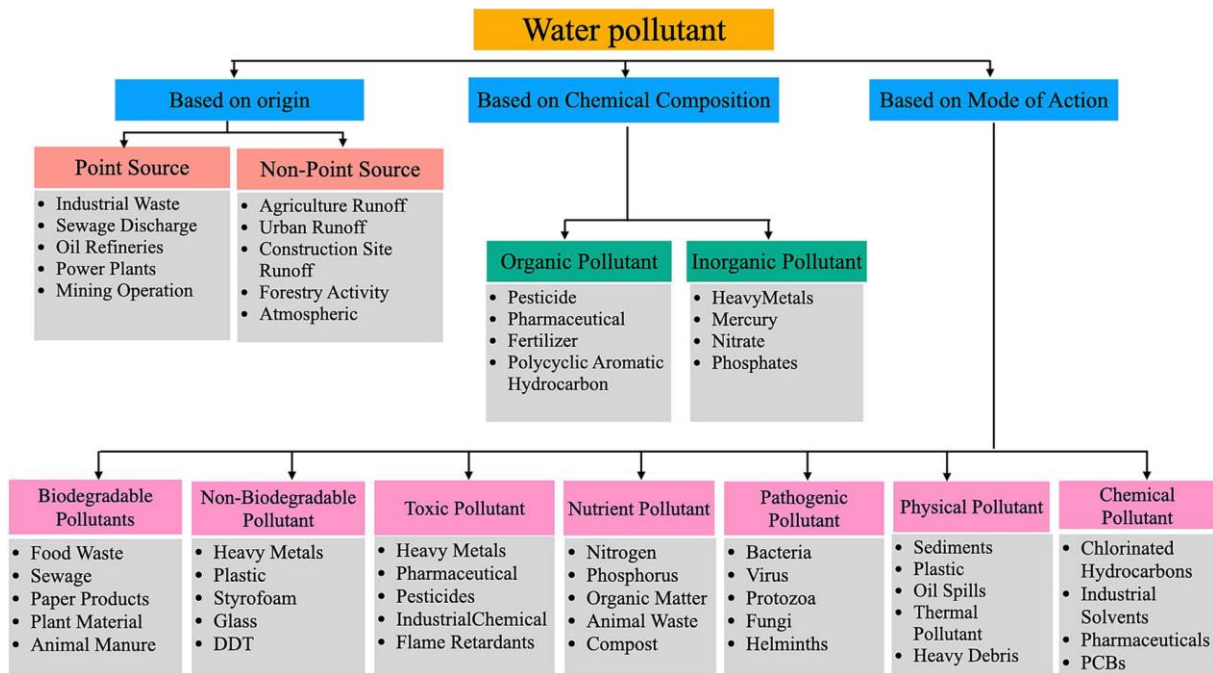 Water pollutant
Based on origin
Based on Chemical Composition
Based on Mode of Action
Point Source
• Industrial Waste
• Sewage Discharge
• Oil Refineries
• Power Plants
• Mining Operation
Non-Point Source
• Agriculture Runoff
• Urban Runoff
• Construction Site
Runoff
• Forestry Activity
• Atmospheric
Organic Pollutant
• Pesticide
• Pharmaceutical
• Fertilizer
• Polycyclic Aromatic
Hydrocarbon
Inorganic Pollutant
• HeavyMetals
• Mercury
• Nitrate
• Phosphates
Biodegradable
Pollutants
• Food Waste
• Sewage
• Paper Products
• Plant Material
• Animal Manure
Non-Biodegradable
Pollutant
• Heavy Metals
• Plastic
• Styrofoam
• Glass
• DDT
Toxic Pollutant
• Heavy Metals
• Pharmaceutical
• Pesticides
• IndustrialChemical
• Flame Retardants
Nutrient Pollutant
• Nitrogen
• Phosphorus
• Organic Matter
• Animal Waste
• Compost
Pathogenic
Pollutant
• Bacteria
• Virus
• Protozoa
• Fungi
• Helminths
Physical Pollutant
• Sediments
• Plastic
• Oil Spills
• Thermal
Pollutant
• Heavy Debris
Chemical
Pollutant
• Chlorinated
Hydrocarbons
• Industrial
Solvents
• Pharmaceuticals
• PCBs